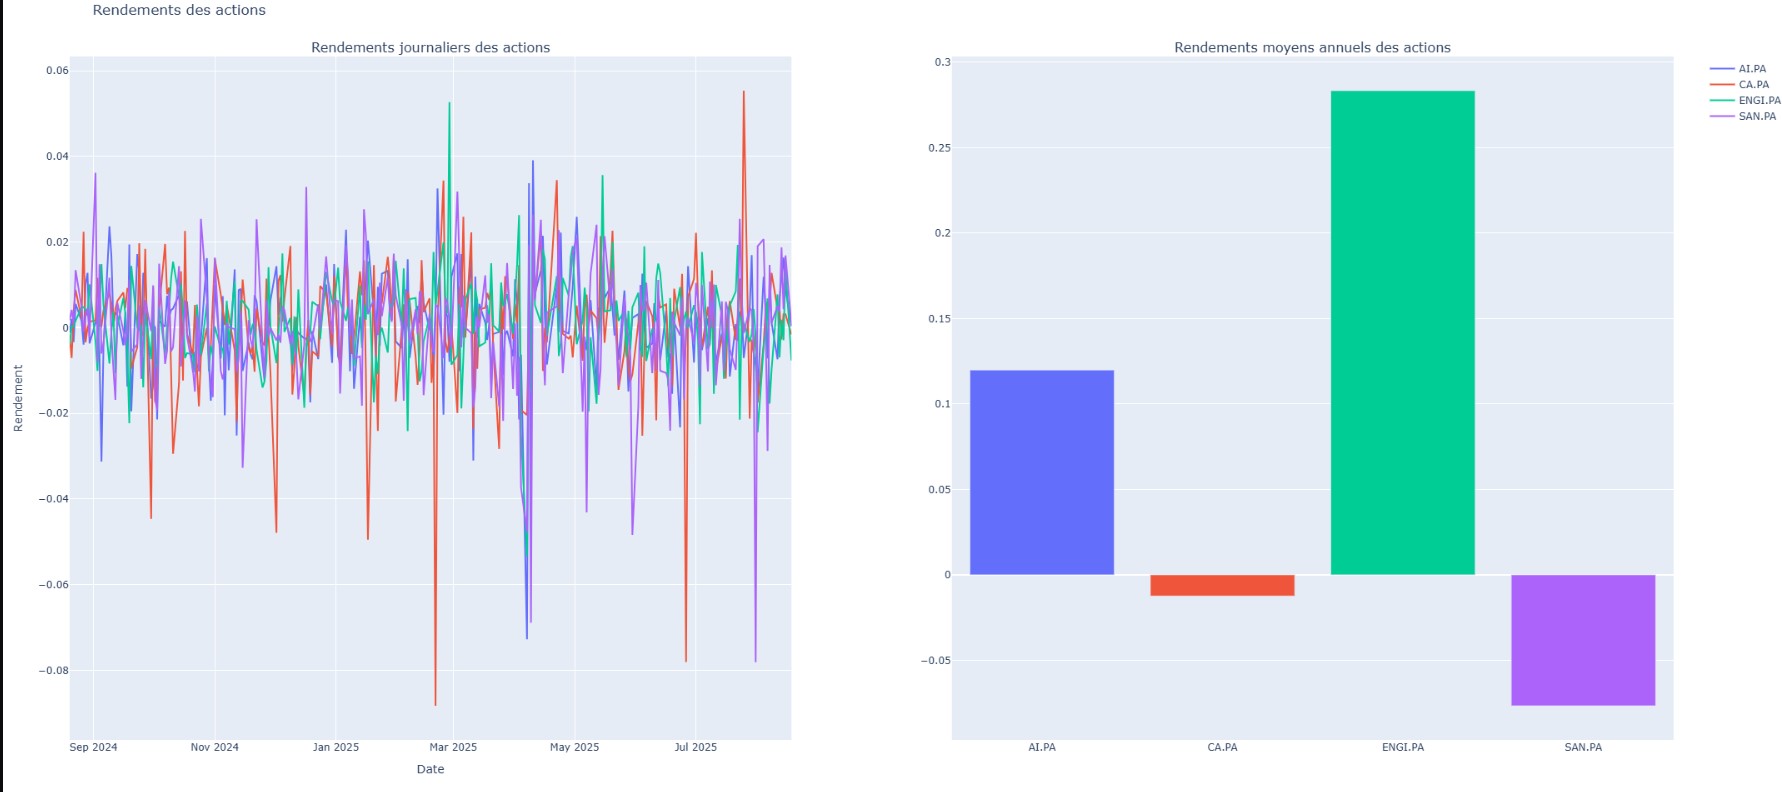 Rendements des actions
Rendements journaliers des actions
0.06
0.04
0.02
0
−0.02
−0.04
−0.06
−0.08
Rendement
Sep 2024
Nov 2024
Jan 2025
Mar 2025
May 2025
Jul 2025
Date
Rendements moyens annuels des actions
0.3
0.25
0.2
0.15
0.1
0.05
0
−0.05
AI.PA
CA.PA
ENGI.PA
SAN.PA
AI.PA
CA.PA
ENGI.PA
SAN.PA